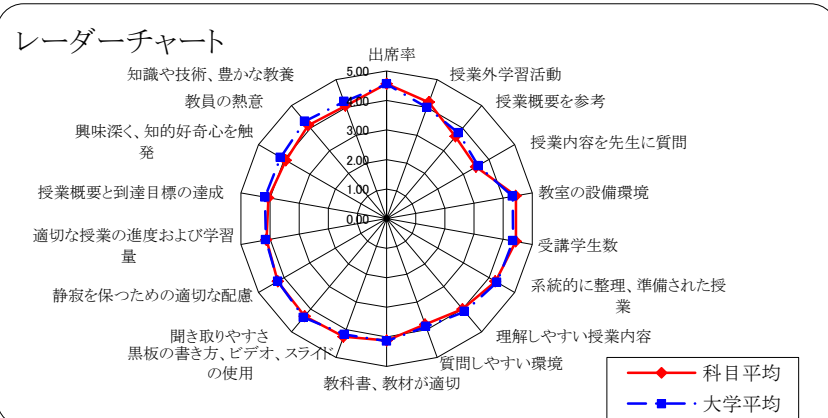 レーダーチャート
出席率
授業外学習活動
授業概要を参考
授業内容を先生に質問
教室の設備環境
受講学生数
系統的に整理、準備された授
業
理解しやすい授業内容
質問しやすい環境
教科書、教材が適切
黒板の書き方、ビデオ、スライド
の使用
聞き取りやすさ
静寂を保つための適切な配慮
適切な授業の進度および学習
量
授業概要と到達目標の達成
興味深く、知的好奇心を触
発
教員の熱意
知識や技術、豊かな教養
5.00
4.00
3.00
2.00
1.00
0.00
科目平均
大学平均